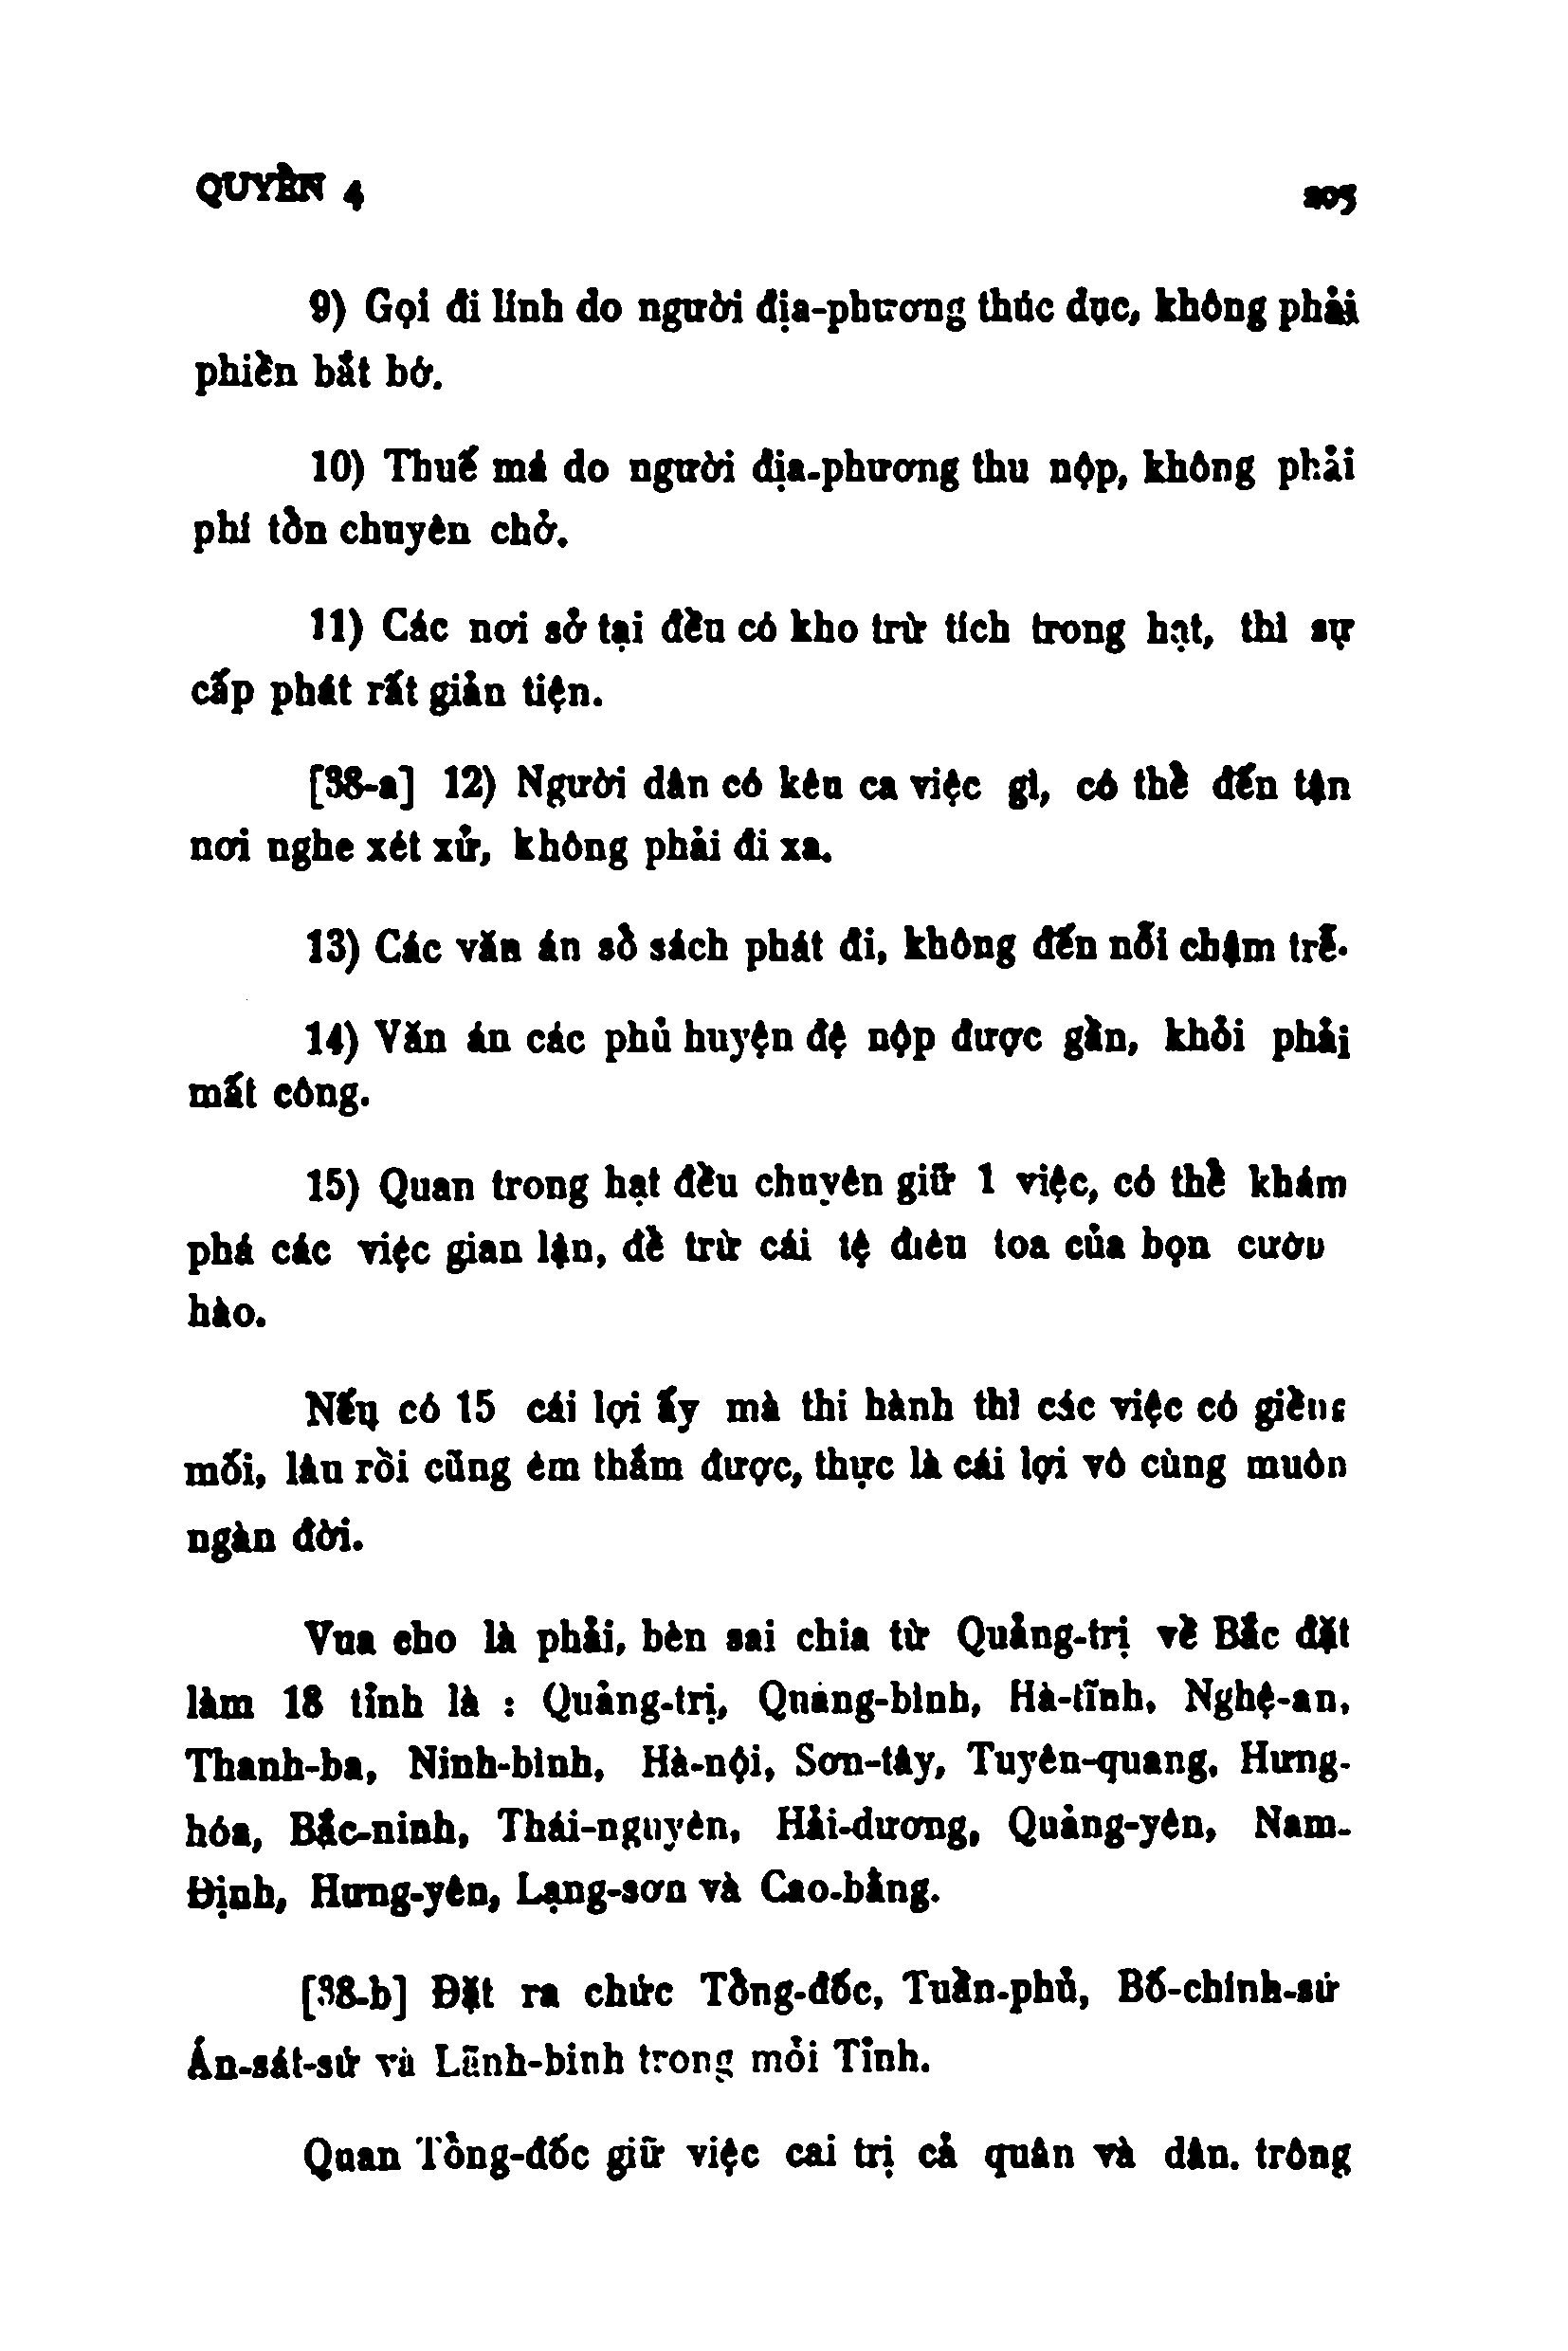 QUYỂN 4 205
9) Gọi đi lính do người địa-phương thúc dục, không phải
phiền bắt bớ.
10) Thuế má do người địa-phương thu nộp, không phải
phí tồn chuyên chở.
11) Các nơi sở tại đều có kho trừ tích trong hạt, thì sự
cấp phát rất giản tiện.
[38-a] 12) Người dân có kêu ca việc gì, có thể đến tận
nơi nghe xét xử, không phải đi xa.
13) Các văn án sổ sách phát đi, không đến nỗi chậm trễ.
14) Văn án các phủ huyện đệ nộp được gần, khỏi phải
mất công.
15) Quan trong hạt đều chuyên giữ 1 việc, có thể khám
phá các việc gian lận, để trừ cái tệ điêu toa của bọn cường
hào.
Nếu có 15 cái lợi ấy mà thi hành thì các việc có giềng
mối, lâu rồi cũng êm thấm được, thực là cái lợi vô cùng muôn
ngàn đời.
Vua cho là phải, bèn sai chia từ Quảng-trị về Bắc đặt
làm 18 tỉnh là : Quảng-trị, Quảng-bình, Hà-tĩnh, Nghệ-an,
Thanh-ba, Ninh-bình, Hà-nội, Sơn-tây, Tuyên-quang, Hưng-
hóa, Bắc-ninh, Thái-nguyên, Hải-dương, Quảng-yên, Nam-
Định, Hưng-yên, Lạng-sơn và Cao-bằng.
[38-b] Đặt ra chức Tổng-đốc, Tuần-phủ, Bố-chính-sứ
Án-sát-sứ và Lãnh-binh trong mỗi Tỉnh.
Quan Tổng-đốc giữ việc cai trị cả quân và dân. trông